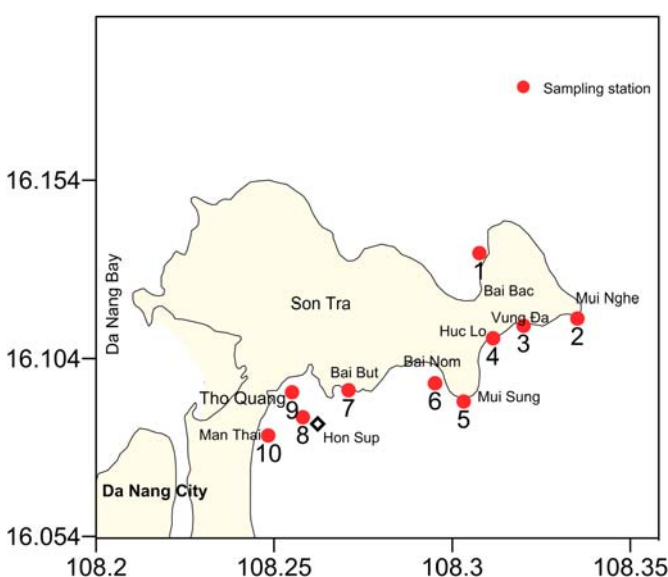 Sampling station
16.154
Da Nang Bay
1
Bai Bac
Son Tra
Mui Nghe
Vung Đa
Huc Lo
2
3
4
16.104
Bai Nom
Bai But
Tho Quang
9
7
6
5
Mui Sung
Man Thai
8
Hon Sup
10
Da Nang City
16.054
108.2 108.25 108.3 108.35